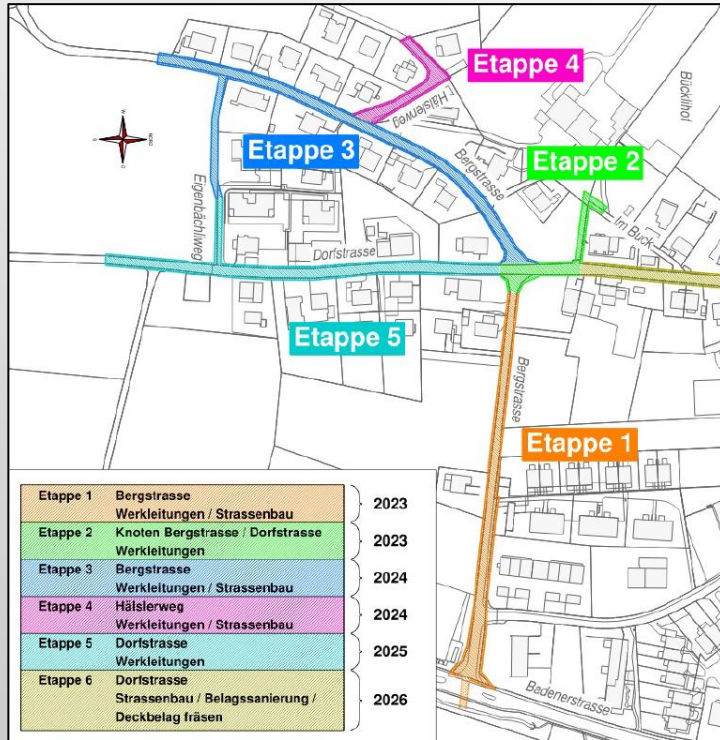 Etappe 4
Hälslerweg
Bücklihof
Etappe 3
Etappe 2
Bergstrasse
Eigenbächliweg
Im Buck
Dorfstrasse
Etappe 5
Bergstrasse
Etappe 1
Badenerstrasse
Etappe 1 Bergstrasse
Werkleitungen / Strassenbau
2023
Etappe 2 Knoten Bergstrasse / Dorfstrasse
Werkleitungen
2023
Etappe 3 Bergstrasse
Werkleitungen / Strassenbau
2024
Etappe 4 Hälslerweg
Werkleitungen / Strassenbau
2024
Etappe 5 Dorfstrasse
Werkleitungen
2025
Etappe 6 Dorfstrasse
Strassenbau / Belagssanierung /
Deckbelag fräsen
2026